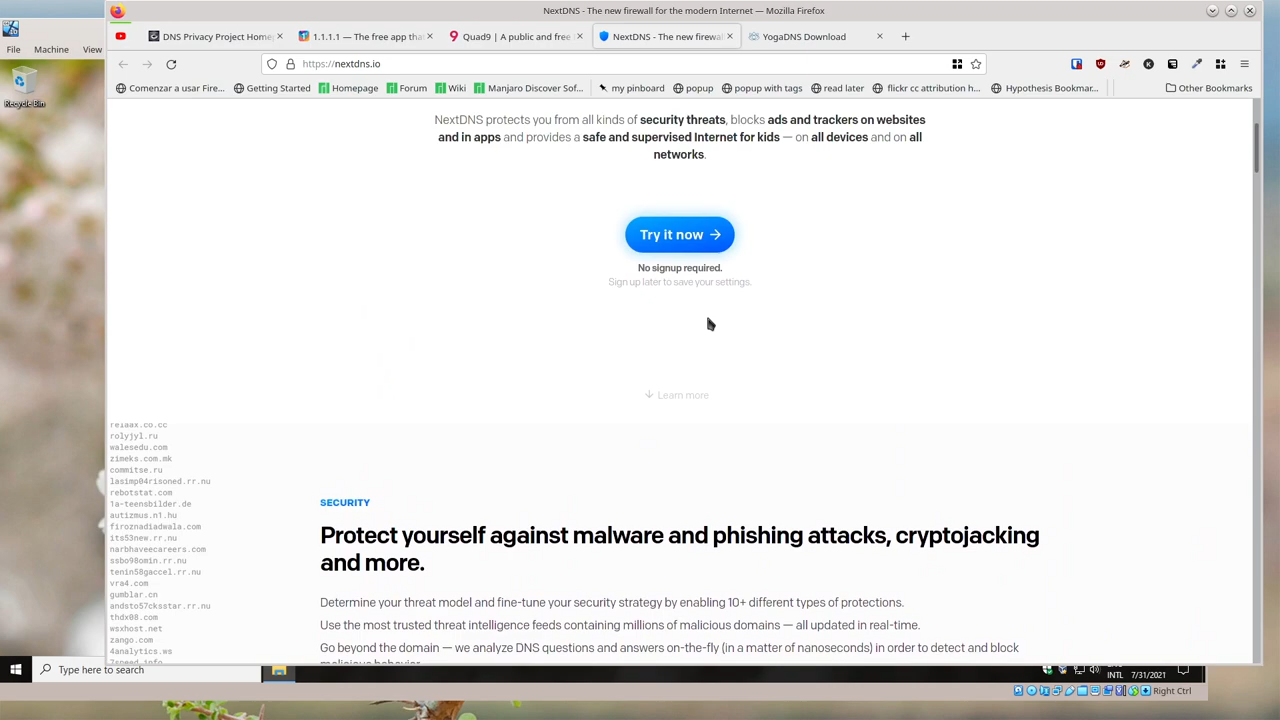 NextDNS - The new firewall for the modern Internet — Mozilla Firefox
DNS Privacy Project Home
1.1.1.1 — The free app tha
Quad9 | A public and free
NextDNS - The new firewal
YogaDNS Download
File Machine View
https://nextdns.io
Comenzar a usar Fire...
Getting Started
Homepage
Forum
Wiki
Manjaro Discover Sof...
my pinboard
popup
popup with tags
read later
flickr cc attribution h...
Hypothesis Bookmar...
Other Bookmarks
Recycle Bin
NextDNS protects you from all kinds of security threats, blocks ads and trackers on websites
and in apps and provides a safe and supervised Internet for kids — on all devices and on all
networks.
Try it now →
No signup required.
Sign up later to save your settings.
↓ Learn more
relaax.co.cc
rolyjyl.ru
walesedu.com
zimeks.com.mk
commitse.ru
lasimp04risoned.rr.nu
rebotstat.com
1a-teensbilder.de
autizmus.n1.hu
firoznadiadwala.com
its53new.rr.nu
narbhaveecareers.com
ssbo98omin.rr.nu
tenin58gaccel.rr.nu
vra4.com
gumblar.cn
andsto57cksstar.rr.nu
thdx08.com
wsxhost.net
zango.com
4analytics.ws
SECURITY
Protect yourself against malware and phishing attacks, cryptojacking
and more.
Determine your threat model and fine-tune your security strategy by enabling 10+ different types of protections.
Use the most trusted threat intelligence feeds containing millions of malicious domains — all updated in real-time.
Go beyond the domain — we analyze DNS questions and answers on-the-fly (in a matter of nanoseconds) in order to detect and block
malicious behavior.
Type here to search
INTL
7/31/2021
Right Ctrl